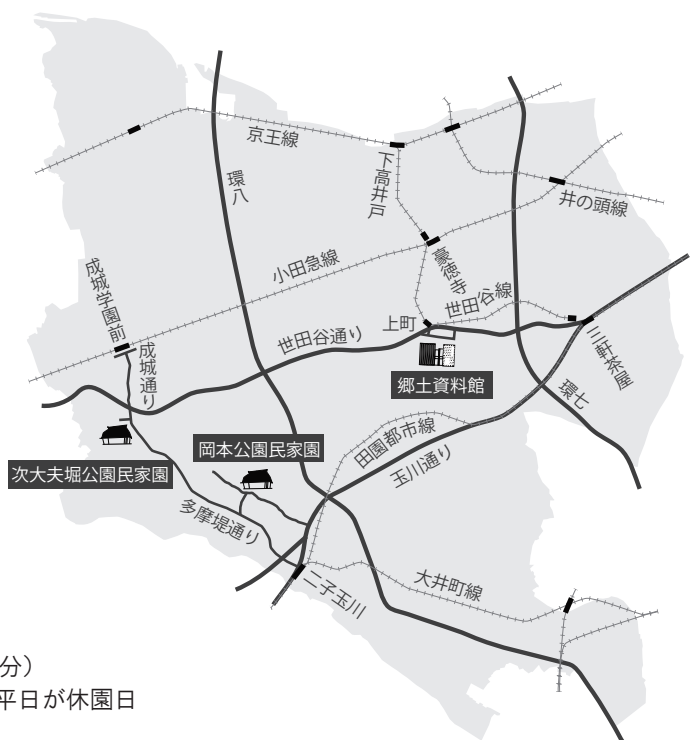 京王線
環八
下高井戸
井の頭線
小田急線
豪徳寺
成城学園前
世田谷線
上町
世田谷通り
成城通り
三軒茶屋
郷土資料館
環七
田園都市線
岡本公園民家園
玉川通り
次大夫堀公園民家園
多摩堤通り
大井町線
二子玉川
分）
平日が休園日